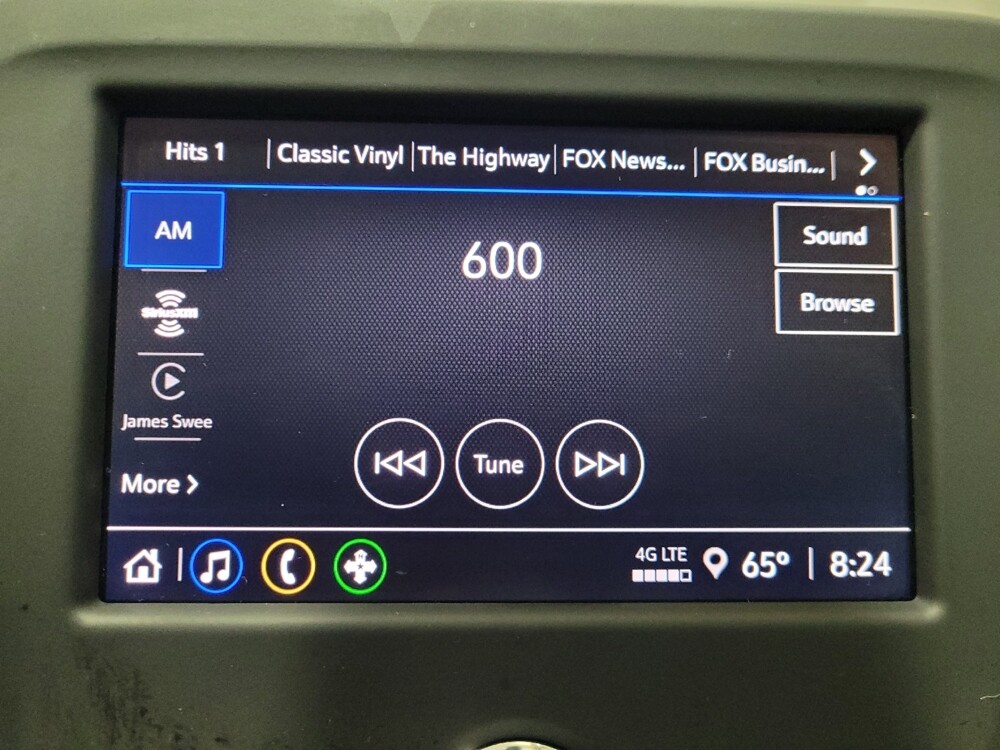 Hits 1 | Classic Vinyl | The Highway | FOX News... | FOX Busin... |
AM
600
Sound
SiriusXM
Browse
James Swee
Tune
More
4G LTE
65° | 8:24